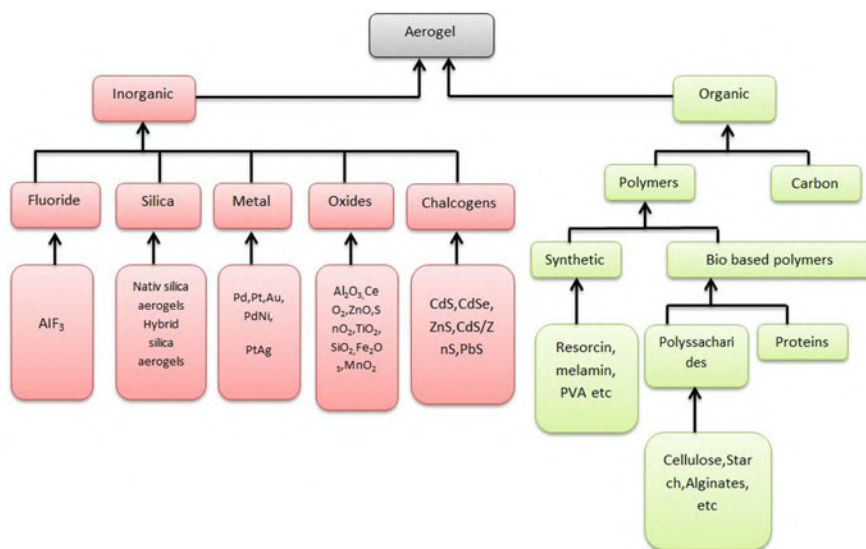 Aerogel
Inorganic
Organic
Polymers
Carbon
Fluoride
Silica
Metal
Oxides
Chalcogens
Synthetic
Bio based polymers
AlF₃
Nativ silica
aerogels
Hybrid
silica
aerogels
Pd,Pt,Au,
PdNi,
PtAg
Al₂O₃,Ce
O₂,ZnO,S
nO₂,TiO₂,
SiO₂,Fe₂O
₃,MnO₂
CdS,CdSe,
ZnS,CdS/Z
nS,PbS
Resorcin,
melamin,
PVA etc
Polyssachari
des
Proteins
Cellulose,Star
ch,Alginates,
etc